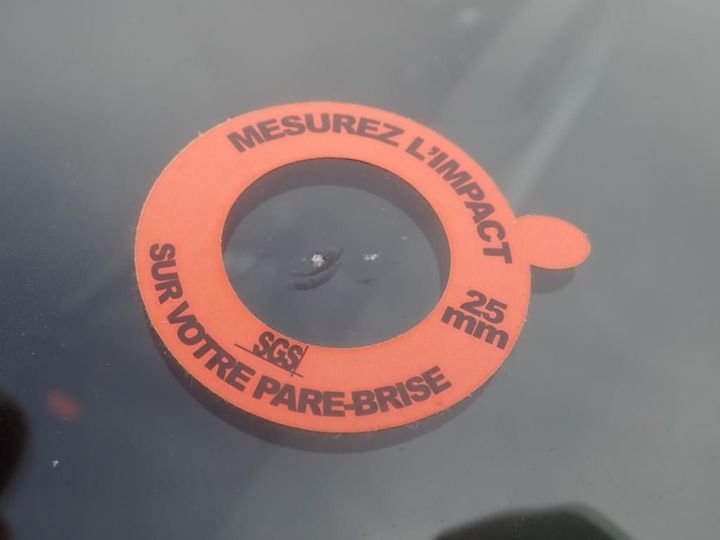 MESUREZ L'IMPACT
SUR VOTRE PARE-BRISE
25
mm
SGS